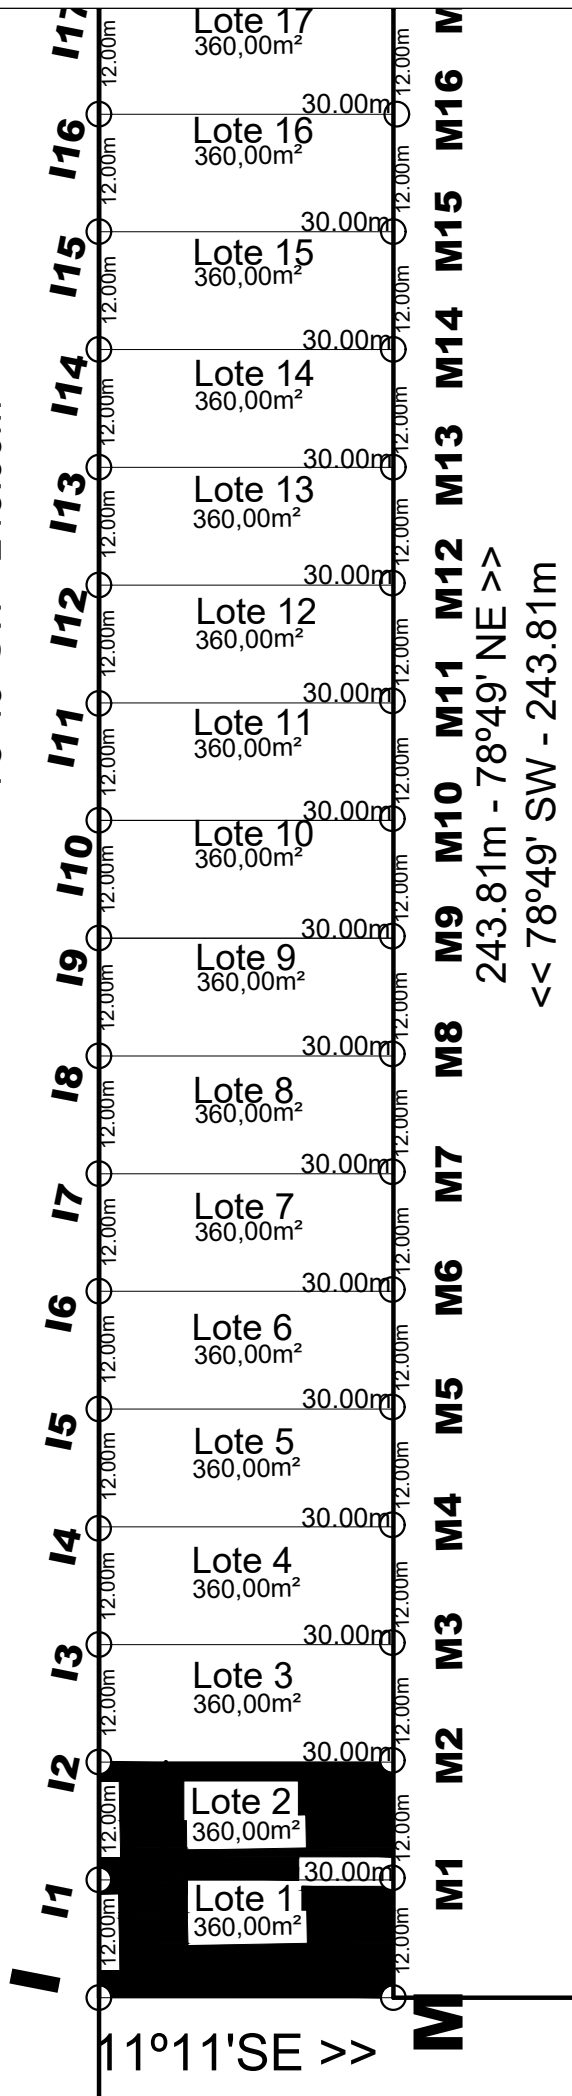 I17 12.00m Lote 17 12.00m M
360,00m²
30.00m
I16 12.00m Lote 16 12.00m M16
360,00m²
30.00m
I15 12.00m Lote 15 12.00m M15
360,00m²
30.00m
I14 12.00m Lote 14 12.00m M14
360,00m²
30.00m
I13 12.00m Lote 13 12.00m M13
360,00m²
30.00m
I12 12.00m Lote 12 12.00m M12
360,00m²
30.00m
I11 12.00m Lote 11 12.00m M11
360,00m²
30.00m
I10 12.00m Lote 10 12.00m M10
360,00m²
30.00m
I9 12.00m Lote 9 12.00m M9
360,00m²
30.00m
I8 12.00m Lote 8 12.00m M8
360,00m²
30.00m
I7 12.00m Lote 7 12.00m M7
360,00m²
30.00m
I6 12.00m Lote 6 12.00m M6
360,00m²
30.00m
I5 12.00m Lote 5 12.00m M5
360,00m²
30.00m
I4 12.00m Lote 4 12.00m M4
360,00m²
30.00m
I3 12.00m Lote 3 12.00m M3
360,00m²
30.00m
I2 12.00m Lote 2 12.00m M2
360,00m²
30.00m
I1 12.00m Lote 1 12.00m M1
360,00m²
I
M
11º11'SE >>
243.81m - 78º49' NE >>
<< 78º49' SW - 243.81m